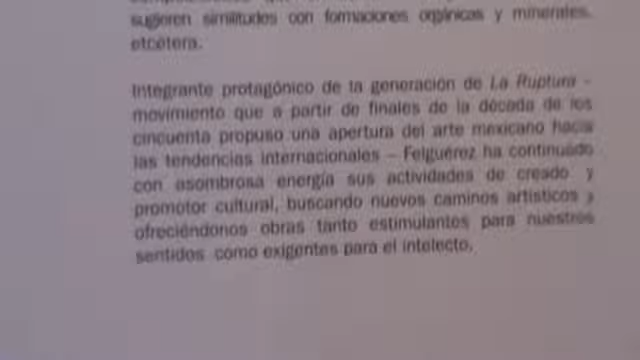 sugieren similitudes con formaciones orgánicas y minerales,
etcétera.
Integrante protagónico de la generación de La Ruptura –
movimiento que a partir de finales de la década de los
cincuenta propuso una apertura del arte mexicano hacia
las tendencias internacionales – Felguérez ha continuado
con asombrosa energía sus actividades de creado y
promotor cultural, buscando nuevos caminos artísticos y
ofreciéndonos obras tanto estimulantes para nuestros
sentidos como exigentes para el intelecto.